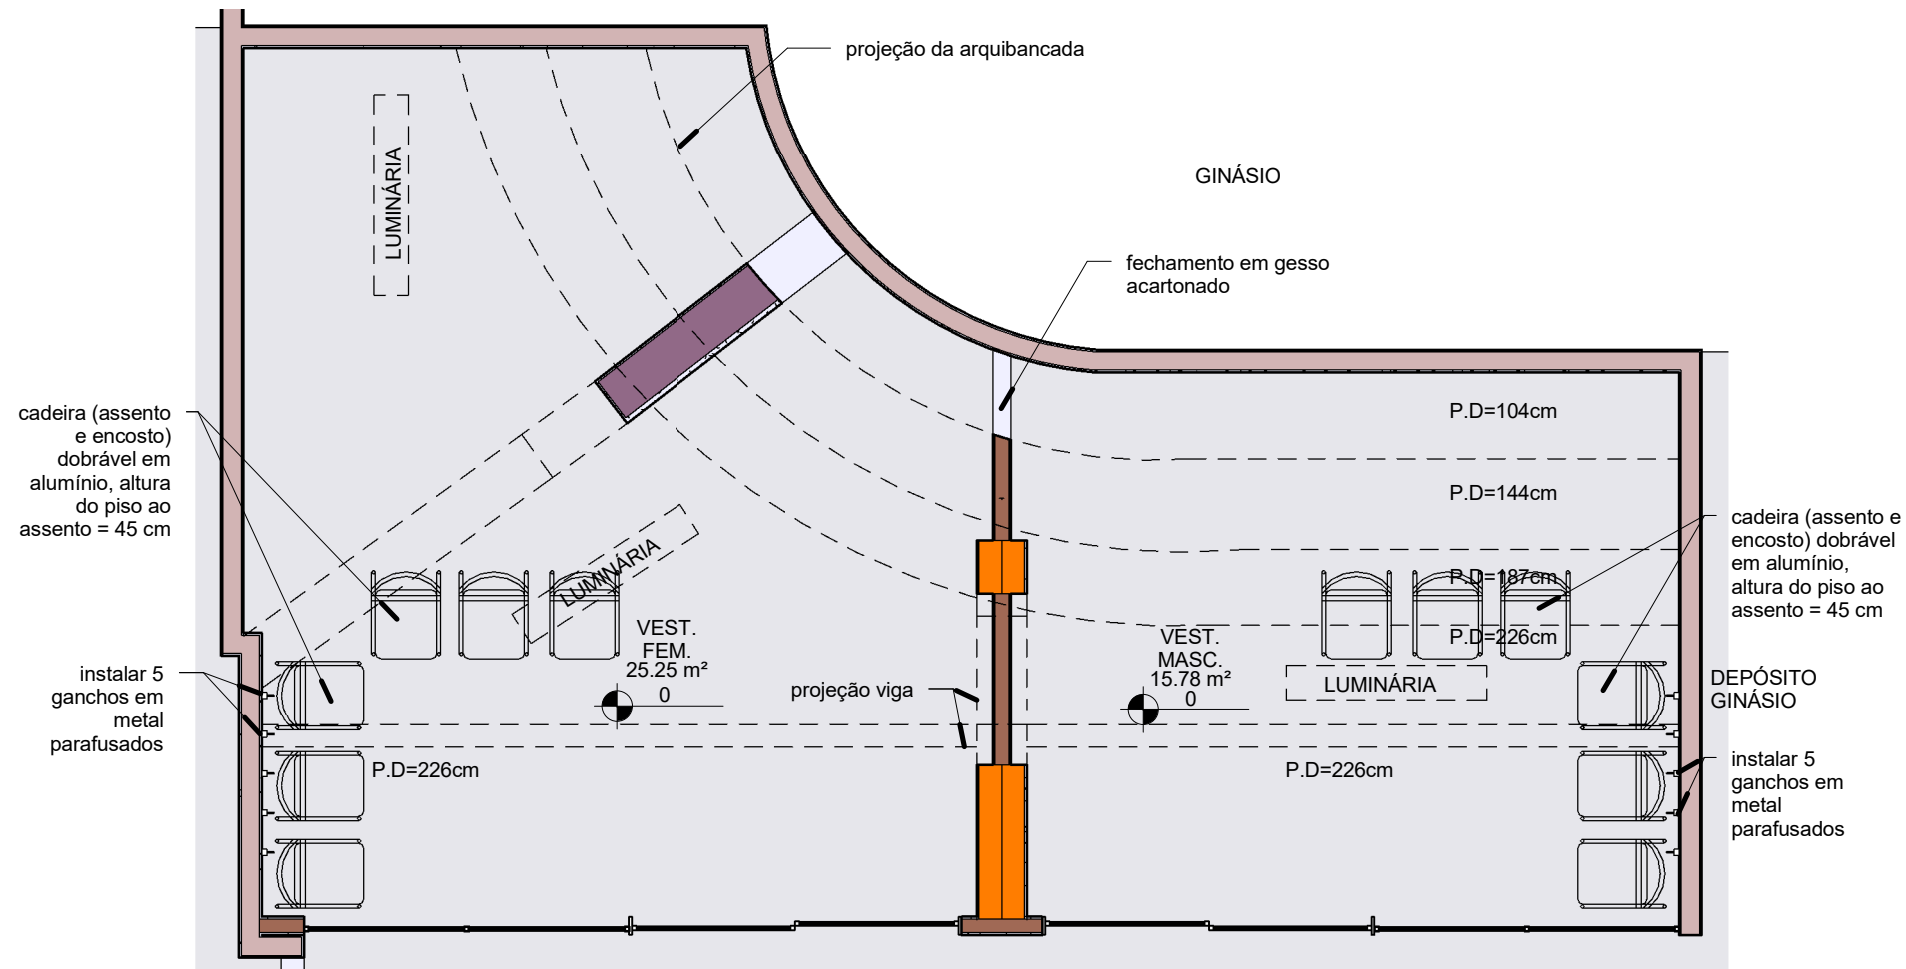 projeção da arquibancada
LUMINÁRIA
GINÁSIO
fechamento em gesso
acartonado
cadeira (assento
e encosto)
dobrável em
alumínio, altura
do piso ao
assento = 45 cm
P.D=104cm
P.D=144cm
P.D=187cm
P.D=226cm
cadeira (assento e
encosto) dobrável
em alumínio,
altura do piso ao
assento = 45 cm
LUMINÁRIA
VEST.
FEM.
25.25 m²
0
VEST.
MASC.
15.78 m²
0
LUMINÁRIA
DEPÓSITO
GINÁSIO
instalar 5
ganchos em
metal
parafusados
projeção viga
P.D=226cm
P.D=226cm
instalar 5
ganchos em
metal
parafusados